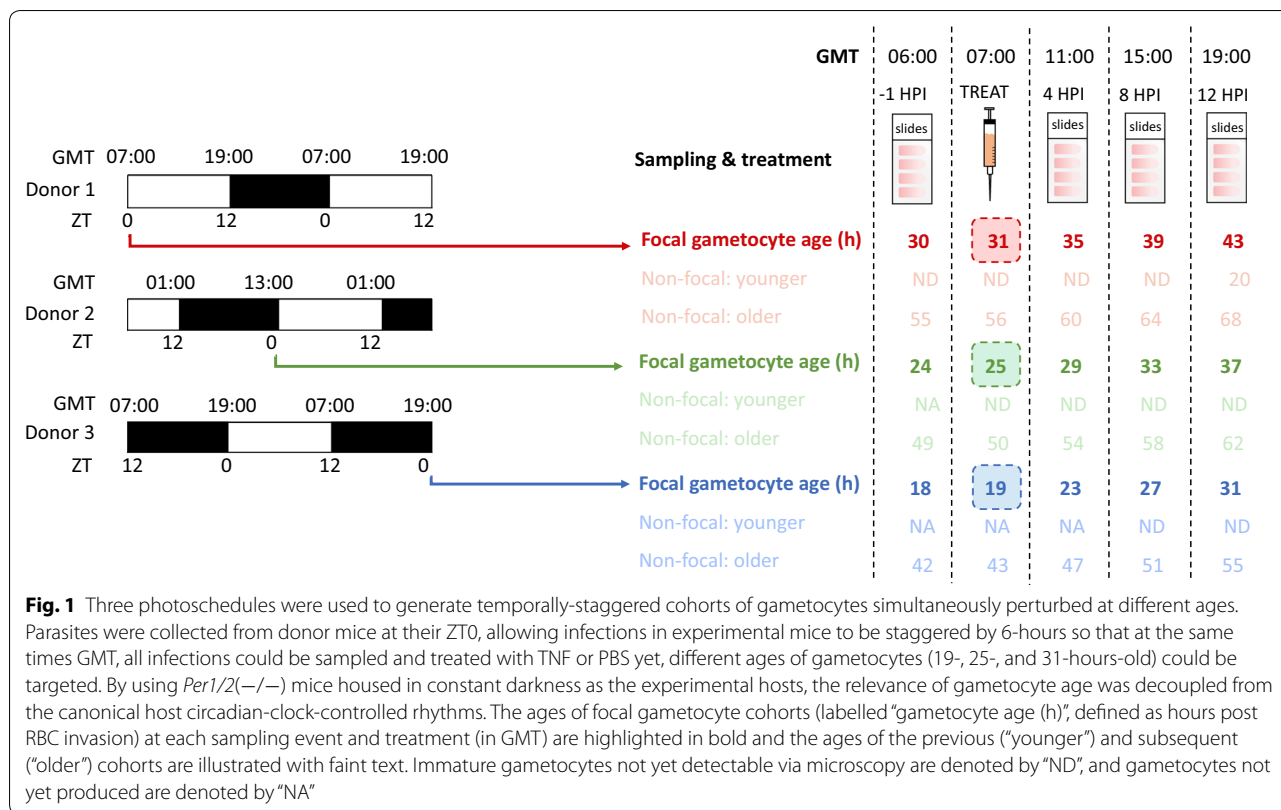 GMT 06:00 07:00 11:00 15:00 19:00
-1 HPI TREAT 4 HPI 8 HPI 12 HPI
slides slides slides slides
Sampling & treatment
GMT 07:00 19:00 07:00 19:00
Donor 1
ZT 0 12 0 12
Focal gametocyte age (h) 30 31 35 39 43
Non-focal: younger ND ND ND ND 20
Non-focal: older 55 56 60 64 68
GMT 01:00 13:00 01:00
Donor 2
ZT 12 0 12
Focal gametocyte age (h) 24 25 29 33 37
Non-focal: younger NA ND ND ND ND
Non-focal: older 49 50 54 58 62
GMT 07:00 19:00 07:00 19:00
Donor 3
ZT 12 0 12 0
Focal gametocyte age (h) 18 19 23 27 31
Non-focal: younger NA NA NA ND ND
Non-focal: older 42 43 47 51 55
Fig. 1 Three photoschedules were used to generate temporally-staggered cohorts of gametocytes simultaneously perturbed at different ages.
Parasites were collected from donor mice at their ZT0, allowing infections in experimental mice to be staggered by 6-hours so that at the same
times GMT, all infections could be sampled and treated with TNF or PBS yet, different ages of gametocytes (19-, 25-, and 31-hours-old) could be
targeted. By using Per1/2(−/−) mice housed in constant darkness as the experimental hosts, the relevance of gametocyte age was decoupled from
the canonical host circadian-clock-controlled rhythms. The ages of focal gametocyte cohorts (labelled “gametocyte age (h)”, defined as hours post
RBC invasion) at each sampling event and treatment (in GMT) are highlighted in bold and the ages of the previous (“younger”) and subsequent
(“older”) cohorts are illustrated with faint text. Immature gametocytes not yet detectable via microscopy are denoted by “ND”, and gametocytes not
yet produced are denoted by “NA”